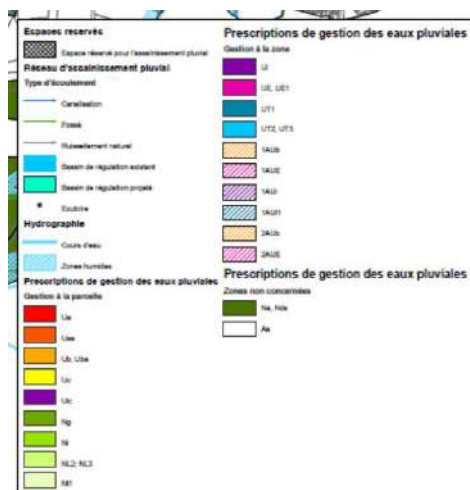 Espaces reservés
Espace réservé pour l'assainissement pluvial
Réseau d'assainissement pluvial
Type d'écoulement
Canalisation
Fossé
Ruissellement naturel
Bassin de régulation existant
Bassin de régulation projeté
Exutoire
Hydrographie
Cours d'eau
Zones humides
Prescriptions de gestion des eaux pluviales
Gestion à la parcelle
Ua
Uaa
Ub, Uba
Uc
Ulc
Ng
Nl
NL2; NL3
Nl1
Prescriptions de gestion des eaux pluviales
Gestion à la zone
Ui
UE, UE1
UT1
UT2, UT3
1AUb
1AUE
1AUi
1AUt1
2AUb
2AUE
Prescriptions de gestion des eaux pluviales
Zones non concernées
Na, Nds
Aa